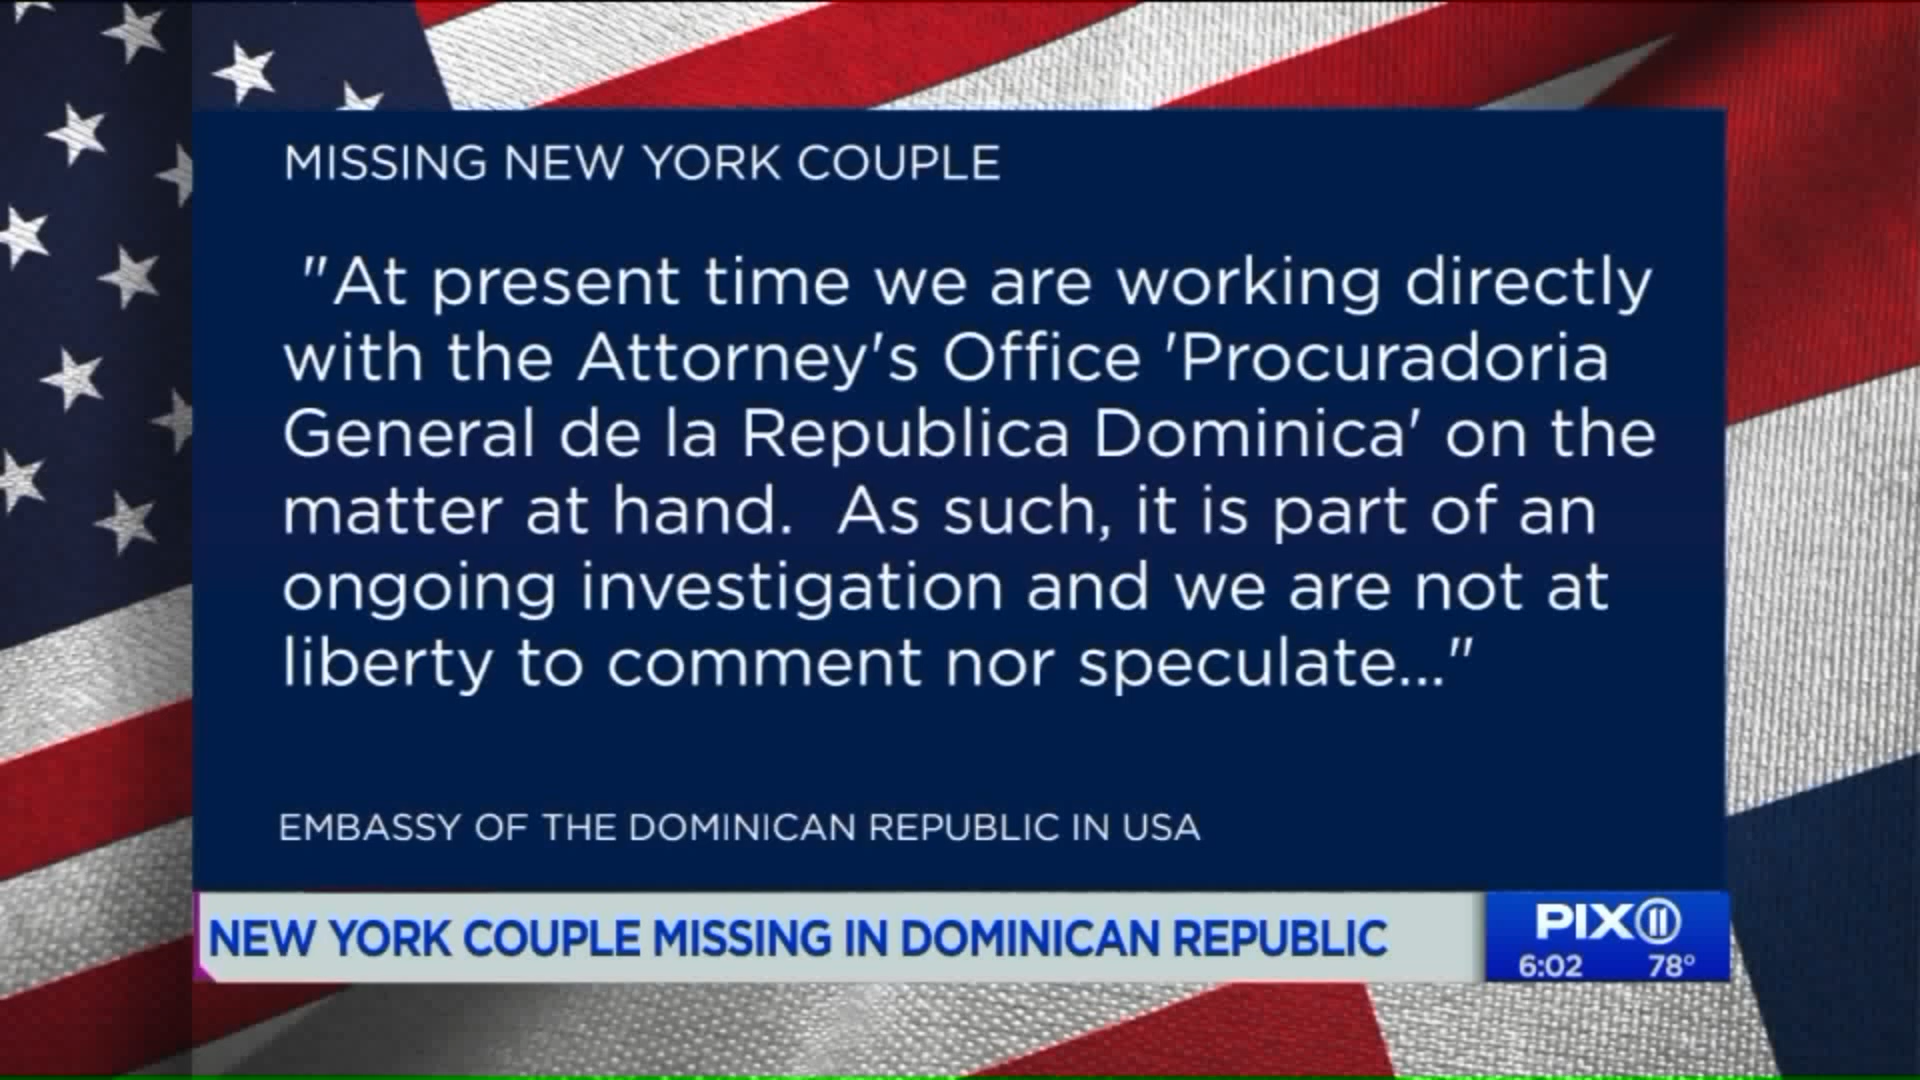 MISSING NEW YORK COUPLE
"At present time we are working directly
with the Attorney's Office 'Procuradoria
General de la Republica Dominica' on the
matter at hand.  As such, it is part of an
ongoing investigation and we are not at
liberty to comment nor speculate..."
EMBASSY OF THE DOMINICAN REPUBLIC IN USA
NEW YORK COUPLE MISSING IN DOMINICAN REPUBLIC
PIX11
6:02 78°